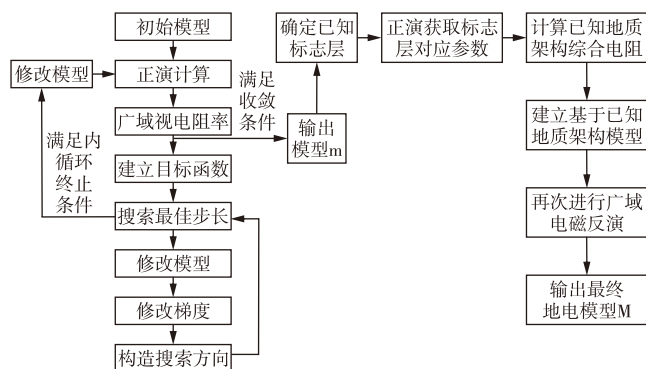 初始模型
修改模型
正演计算
广域视电阻率
满足
收敛
条件
满足内
循环
终止
条件
建立目标函数
搜索最佳步长
修改模型
修改梯度
构造搜索方向
输出
模型m
确定已知
标志层
正演获取标志
层对应参数
计算已知地质
架构综合电阻
建立基于已知
地质架构模型
再次进行广域
电磁反演
输出最终
地电模型M